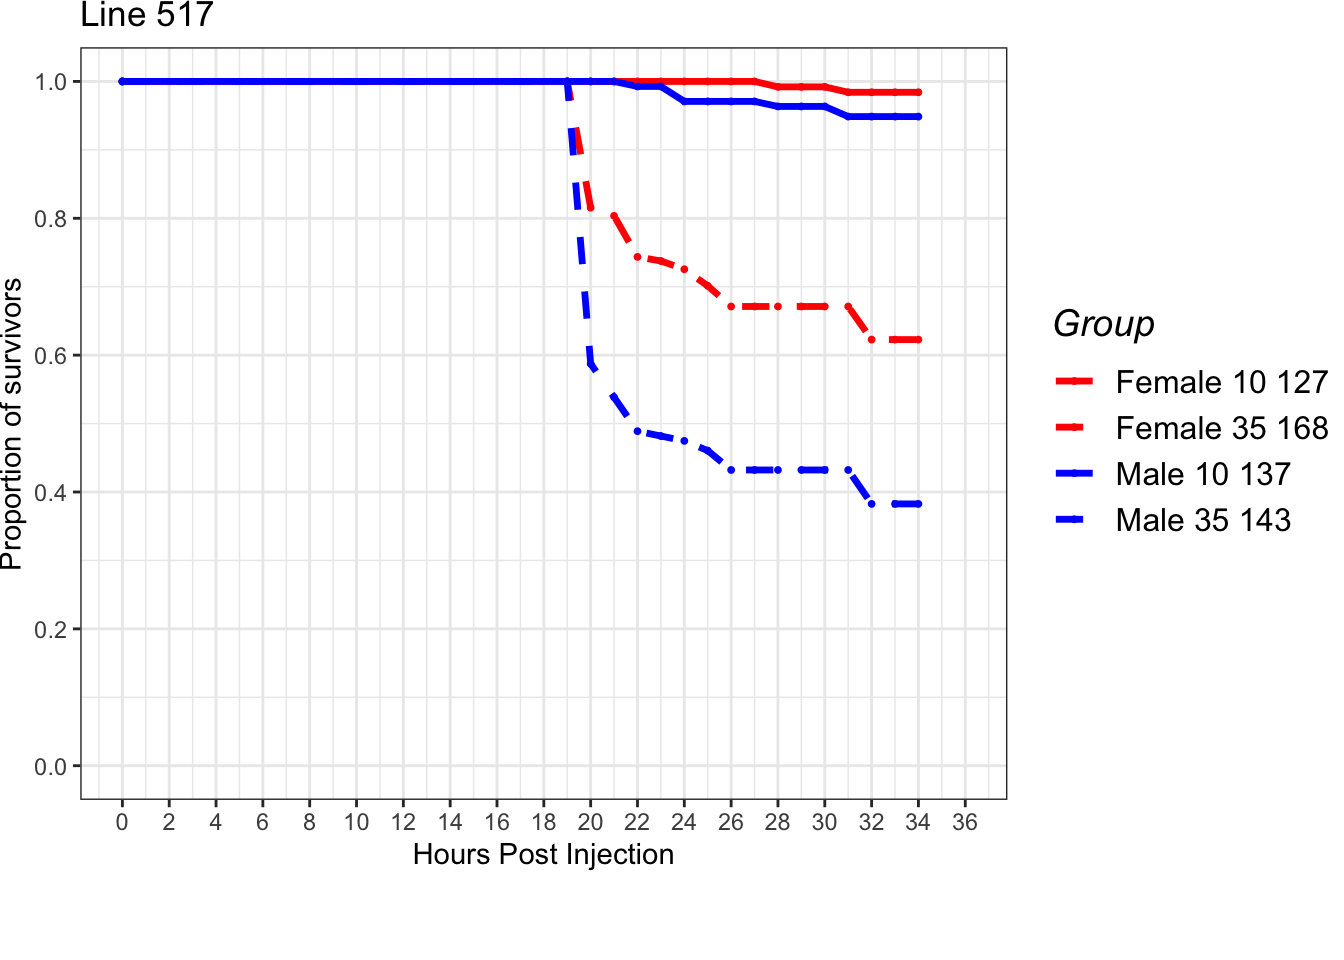 Line 517
1.0
0.8
0.6
0.4
0.2
0.0
Proportion of survivors
0 2 4 6 8 10 12 14 16 18 20 22 24 26 28 30 32 34 36
Hours Post Injection
Group
Female 10 127
Female 35 168
Male 10 137
Male 35 143